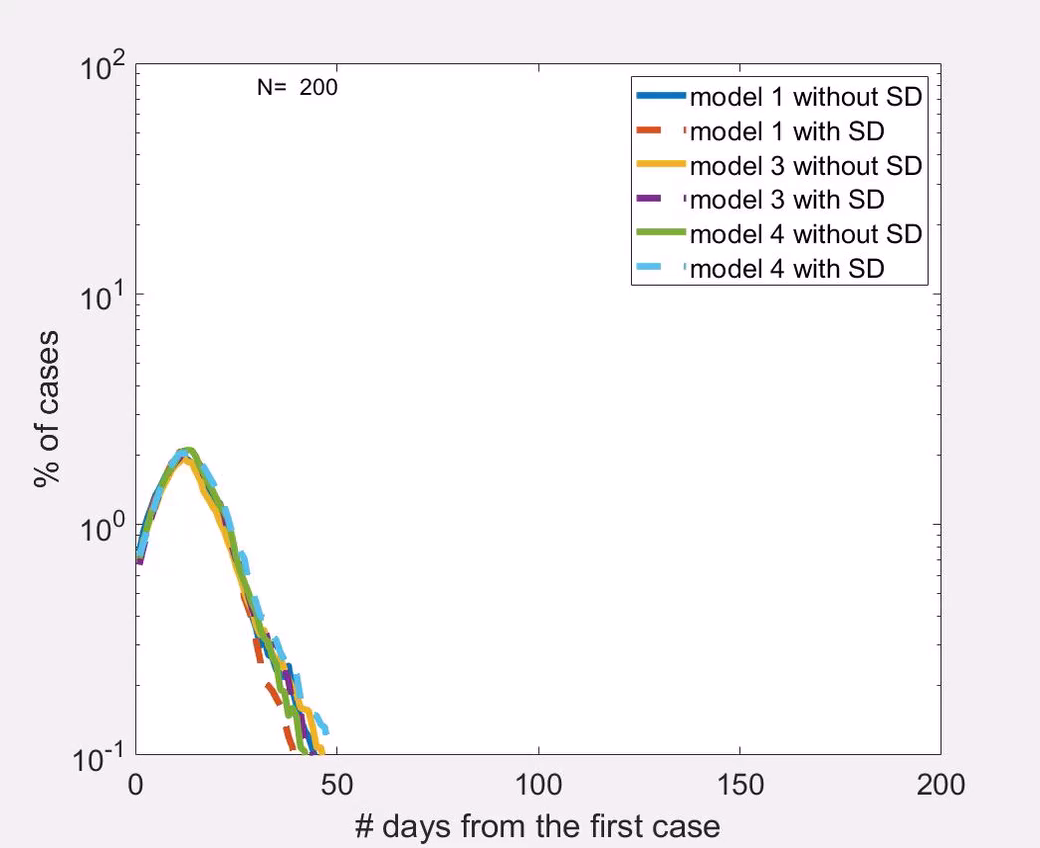 N= 200
model 1 without SD
model 1 with SD
model 3 without SD
model 3 with SD
model 4 without SD
model 4 with SD
10^2
10^1
10^0
10^-1
% of cases
0 50 100 150 200
# days from the first case